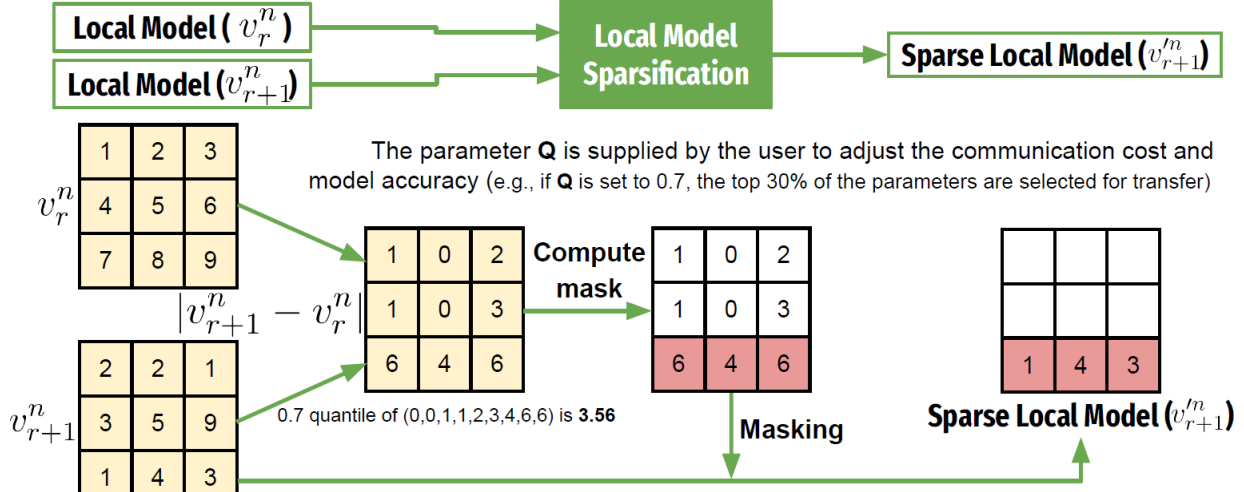 Local Model ( v_r^n )
Local Model (v_{r+1}^n)
Local Model
Sparsification
Sparse Local Model (v'^n_{r+1})
The parameter Q is supplied by the user to adjust the communication cost and
model accuracy (e.g., if Q is set to 0.7, the top 30% of the parameters are selected for transfer)
v_r^n
1 2 3
4 5 6
7 8 9
|v_{r+1}^n - v_r^n|
1 0 2
1 0 3
6 4 6
Compute
mask
1 0 2
1 0 3
6 4 6
v_{r+1}^n
2 2 1
3 5 9
1 4 3
0.7 quantile of (0,0,1,1,2,3,4,6,6) is 3.56
Masking
1 4 3
Sparse Local Model (v'^n_{r+1})